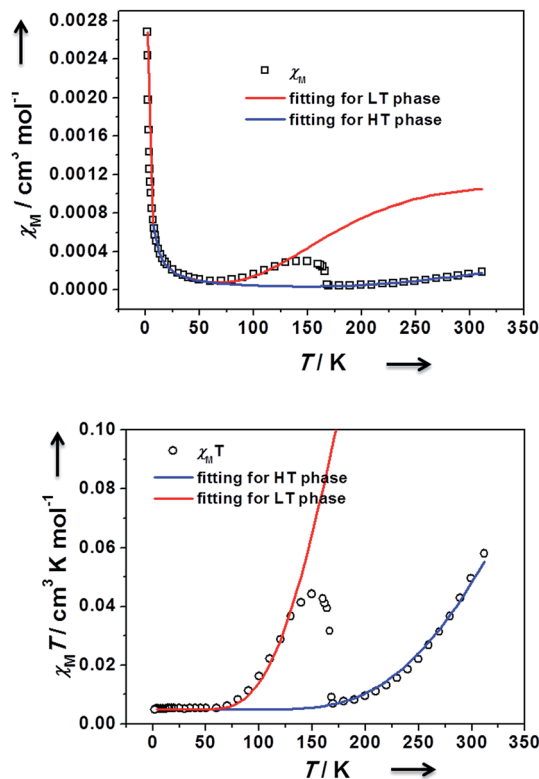 0.0028
0.0024
0.0020
0.0016
0.0012
0.0008
0.0004
0.0000
χM / cm³ mol⁻¹
χM
fitting for LT phase
fitting for HT phase
0 50 100 150 200 250 300 350
T / K
0.10
0.08
0.06
0.04
0.02
0.00
χMT / cm³ K mol⁻¹
χMT
fitting for HT phase
fitting for LT phase
0 50 100 150 200 250 300 350
T / K